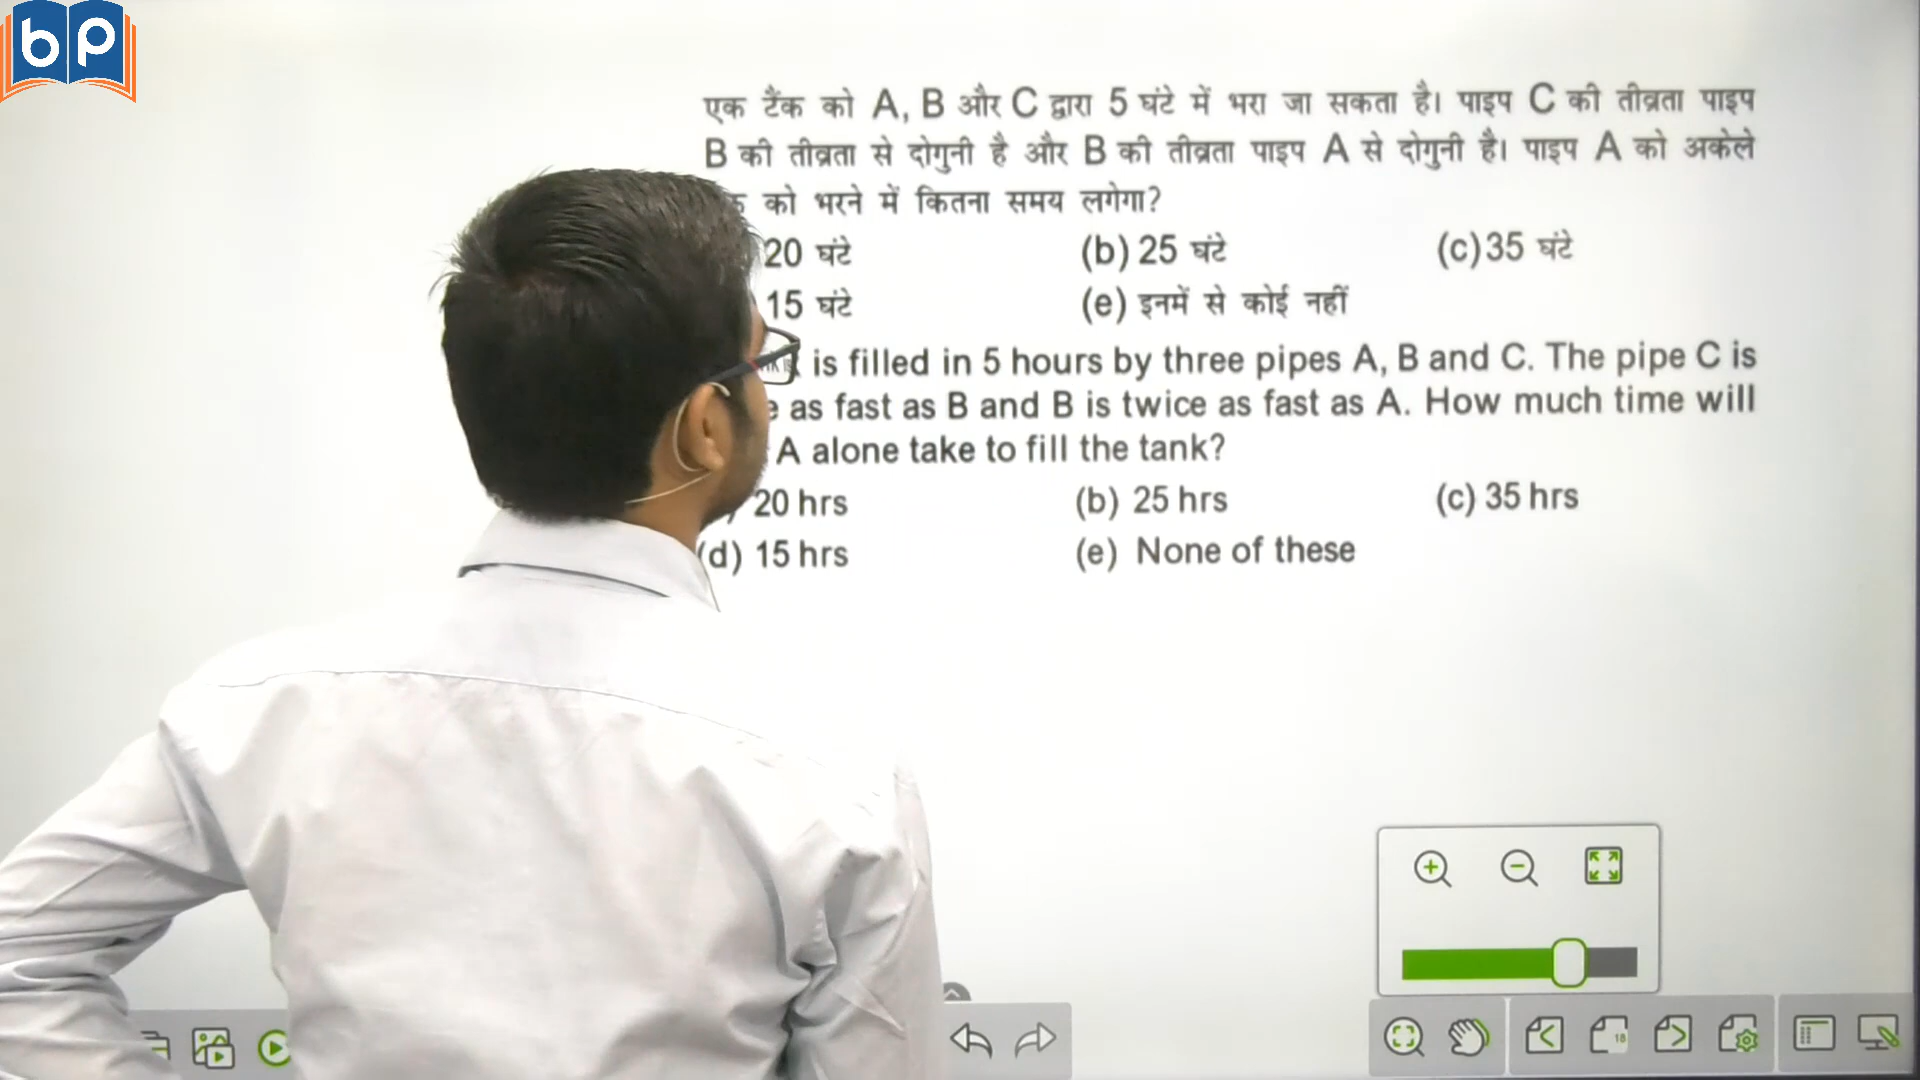 bp
एक टैंक को A, B और C द्वारा 5 घंटे में भरा जा सकता है। पाइप C की तीव्रता पाइप
B की तीव्रता से दोगुनी है और B की तीव्रता पाइप A से दोगुनी है। पाइप A को अकेले
को भरने में कितना समय लगेगा?
20 घंटे (b) 25 घंटे (c) 35 घंटे
15 घंटे (e) इनमें से कोई नहीं
is filled in 5 hours by three pipes A, B and C. The pipe C is
as fast as B and B is twice as fast as A. How much time will
A alone take to fill the tank?
20 hrs (b) 25 hrs (c) 35 hrs
(d) 15 hrs (e) None of these
18